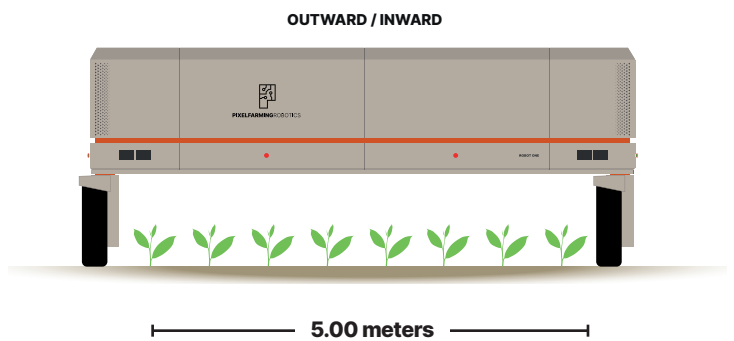 OUTWARD / INWARD
PIXELFARMINGROBOTICS
ROBOT ONE
5.00 meters